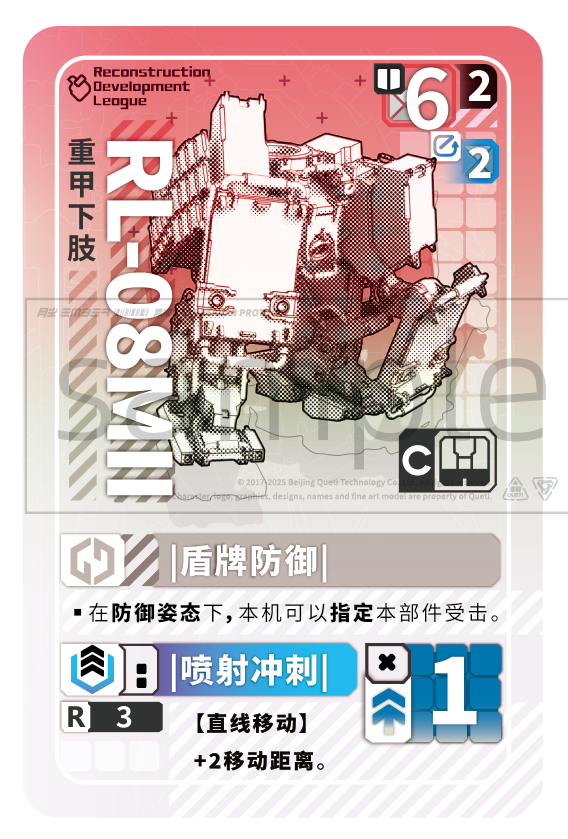 Reconstruction
Development
League
6
2
2
重甲下肢
RL-08MII
sample
C
© 2017-2025 Beijing Queti Technology Co., Ltd. All rights reserved.
character, logo, graphics, designs, names and fine art model are property of Queti.
|盾牌防御|
▪ 在防御姿态下，本机可以指定本部件受击。
|喷射冲刺|
1
R 3
【直线移动】
+2移动距离。